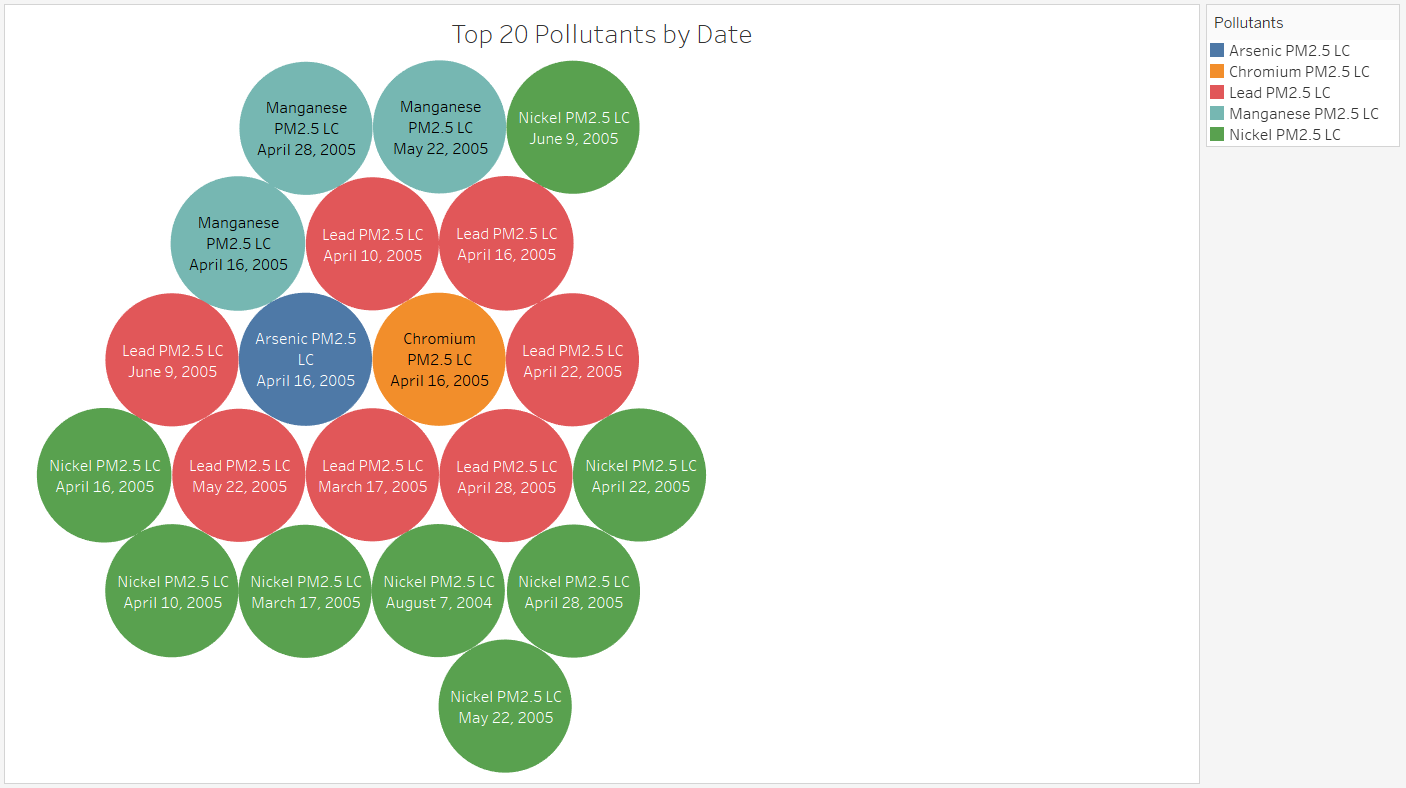 Top 20 Pollutants by Date
Manganese
PM2.5 LC
April 28, 2005
Manganese
PM2.5 LC
May 22, 2005
Nickel PM2.5 LC
June 9, 2005
Manganese
PM2.5 LC
April 16, 2005
Lead PM2.5 LC
April 10, 2005
Lead PM2.5 LC
April 16, 2005
Lead PM2.5 LC
June 9, 2005
Arsenic PM2.5
LC
April 16, 2005
Chromium
PM2.5 LC
April 16, 2005
Lead PM2.5 LC
April 22, 2005
Nickel PM2.5 LC
April 16, 2005
Lead PM2.5 LC
May 22, 2005
Lead PM2.5 LC
March 17, 2005
Lead PM2.5 LC
April 28, 2005
Nickel PM2.5 LC
April 22, 2005
Nickel PM2.5 LC
April 10, 2005
Nickel PM2.5 LC
March 17, 2005
Nickel PM2.5 LC
August 7, 2004
Nickel PM2.5 LC
April 28, 2005
Nickel PM2.5 LC
May 22, 2005
Pollutants
Arsenic PM2.5 LC
Chromium PM2.5 LC
Lead PM2.5 LC
Manganese PM2.5 LC
Nickel PM2.5 LC